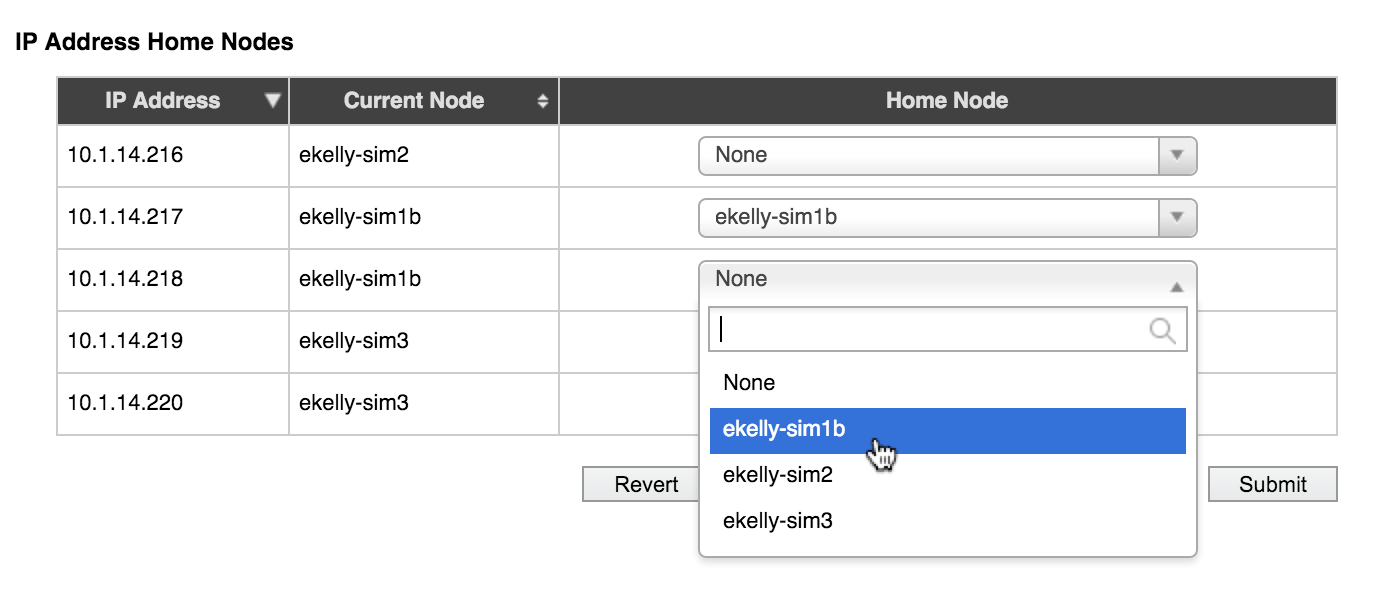 IP Address Home Nodes
IP Address Current Node Home Node
10.1.14.216 ekelly-sim2 None
10.1.14.217 ekelly-sim1b ekelly-sim1b
10.1.14.218 ekelly-sim1b None
10.1.14.219 ekelly-sim3
None
10.1.14.220 ekelly-sim3
ekelly-sim1b
ekelly-sim2
Revert Submit
ekelly-sim3